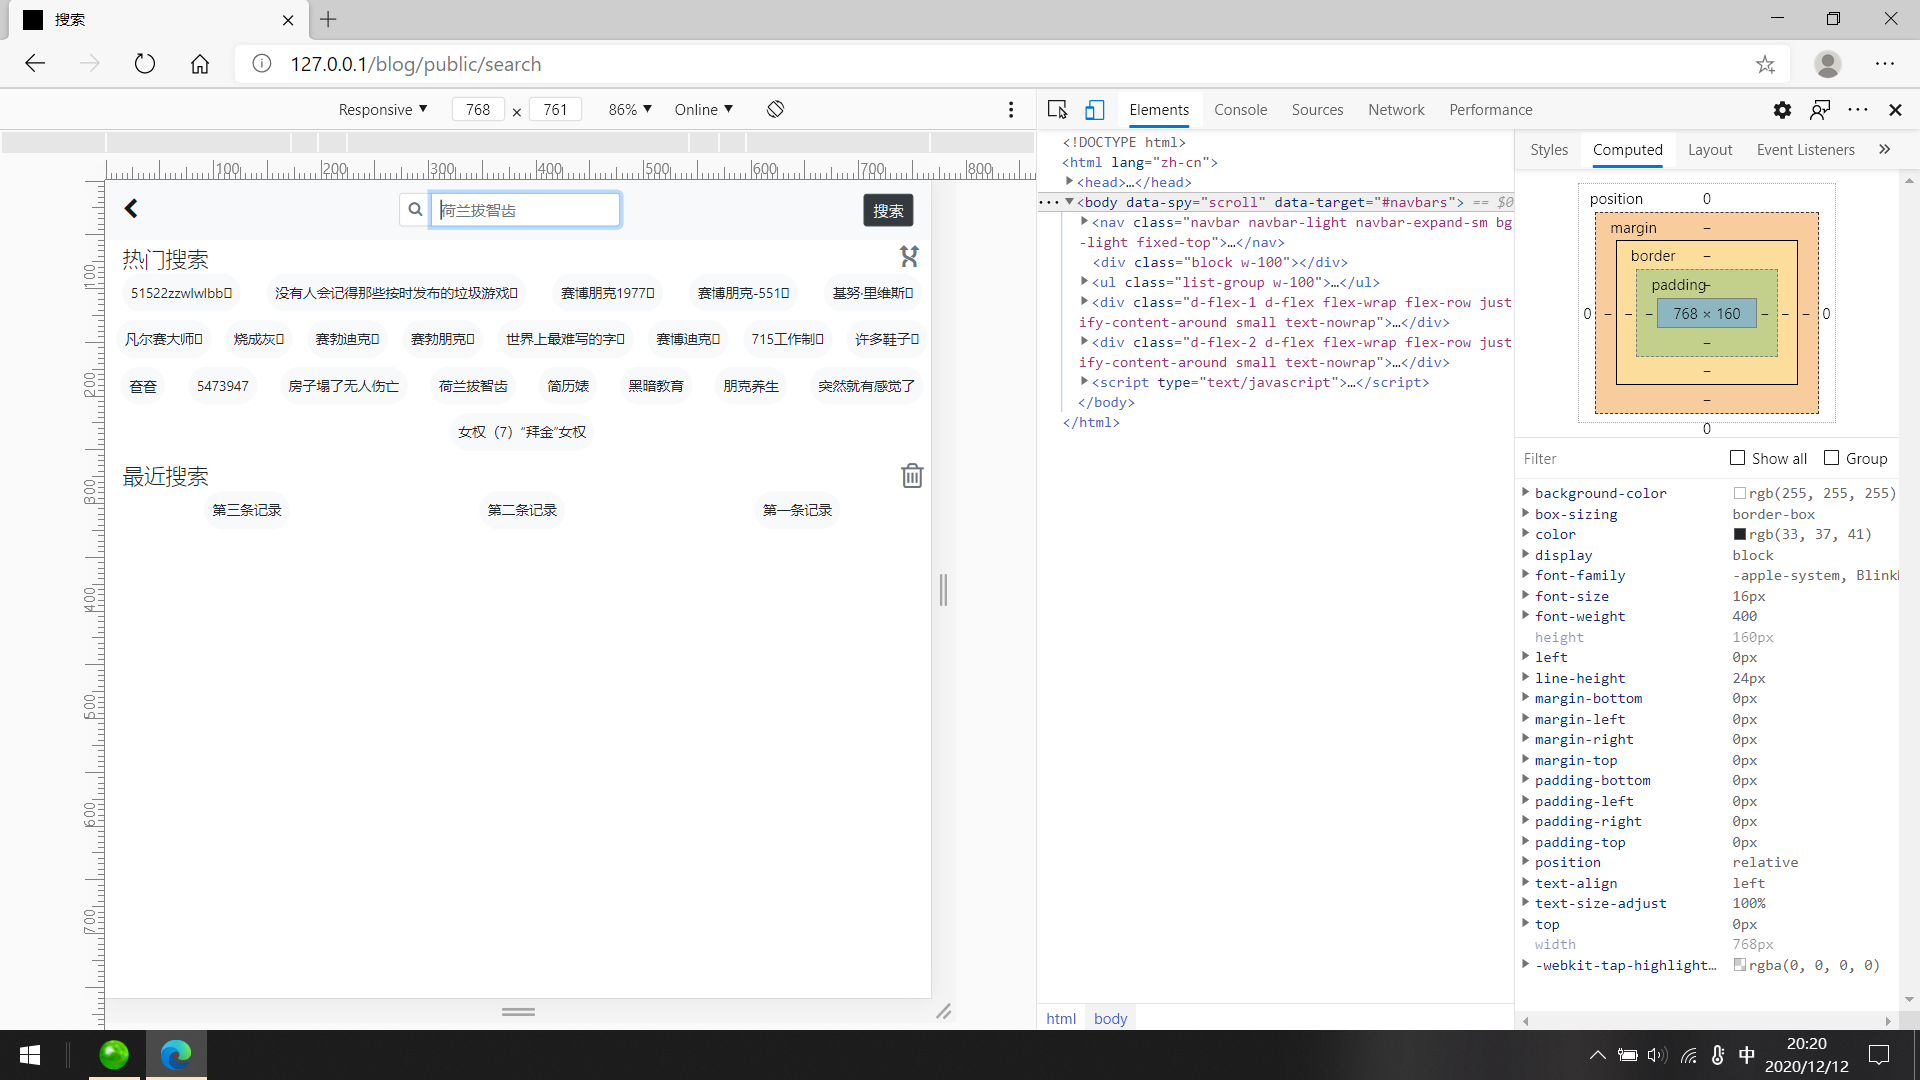 搜索
127.0.0.1/blog/public/search
Responsive ▼ 768 × 761 86% ▼ Online ▼
Elements Console Sources Network Performance
100 200 300 400 500 600 700 800
100
200
300
400
500
600
700
荷兰拔智齿
搜索
热门搜索
51522zzwlwlbb 没有人会记得那些按时发布的垃圾游戏 赛博朋克1977 赛博朋克-551 基努·里维斯
凡尔赛大师 烧成灰 赛勃迪克 赛勃朋克 世界上最难写的字 赛博迪克 715工作制 许多鞋子
奋奋 5473947 房子塌了无人伤亡 荷兰拔智齿 简历婊 黑暗教育 朋克养生 突然就有感觉了
女权（7）“拜金”女权
最近搜索
第三条记录 第二条记录 第一条记录
<!DOCTYPE html>
<html lang="zh-cn">
<head>…</head>
<body data-spy="scroll" data-target="#navbars"> == $0
<nav class="navbar navbar-light navbar-expand-sm bg
-light fixed-top">…</nav>
<div class="block w-100"></div>
<ul class="list-group w-100">…</ul>
<div class="d-flex-1 d-flex flex-wrap flex-row just
ify-content-around small text-nowrap">…</div>
<div class="d-flex-2 d-flex flex-wrap flex-row just
ify-content-around small text-nowrap">…</div>
<script type="text/javascript">…</script>
</body>
</html>
html body
Styles Computed Layout Event Listeners »
position 0
margin –
border –
padding –
0 – – – 768 × 160 – – – 0
–
–
–
0
Filter Show all Group
background-color rgb(255, 255, 255)
box-sizing border-box
color rgb(33, 37, 41)
display block
font-family -apple-system, Blink
font-size 16px
font-weight 400
height 160px
left 0px
line-height 24px
margin-bottom 0px
margin-left 0px
margin-right 0px
margin-top 0px
padding-bottom 0px
padding-left 0px
padding-right 0px
padding-top 0px
position relative
text-align left
text-size-adjust 100%
top 0px
width 768px
-webkit-tap-highlight… rgba(0, 0, 0, 0)
中
20:20
2020/12/12